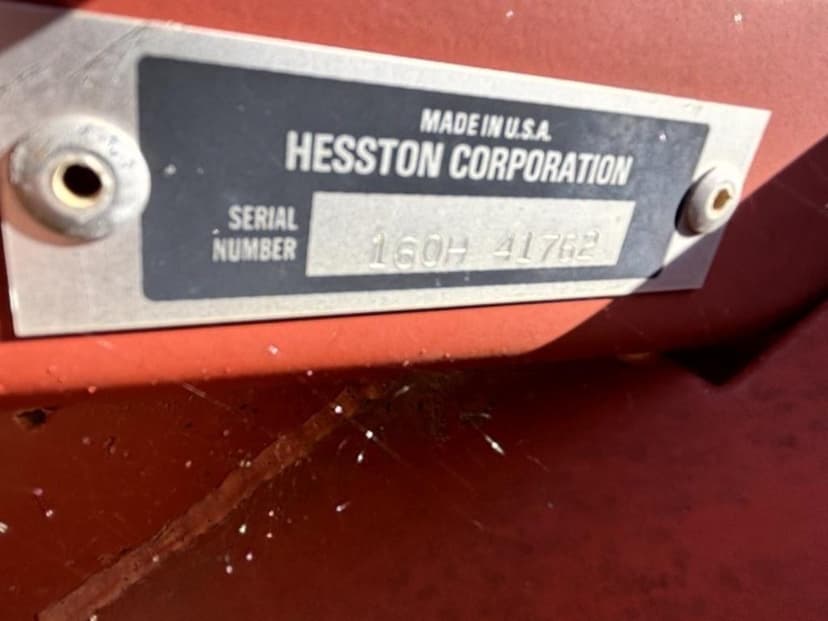 MADE IN U.S.A.
HESSTON CORPORATION
SERIAL
NUMBER
160H 41762